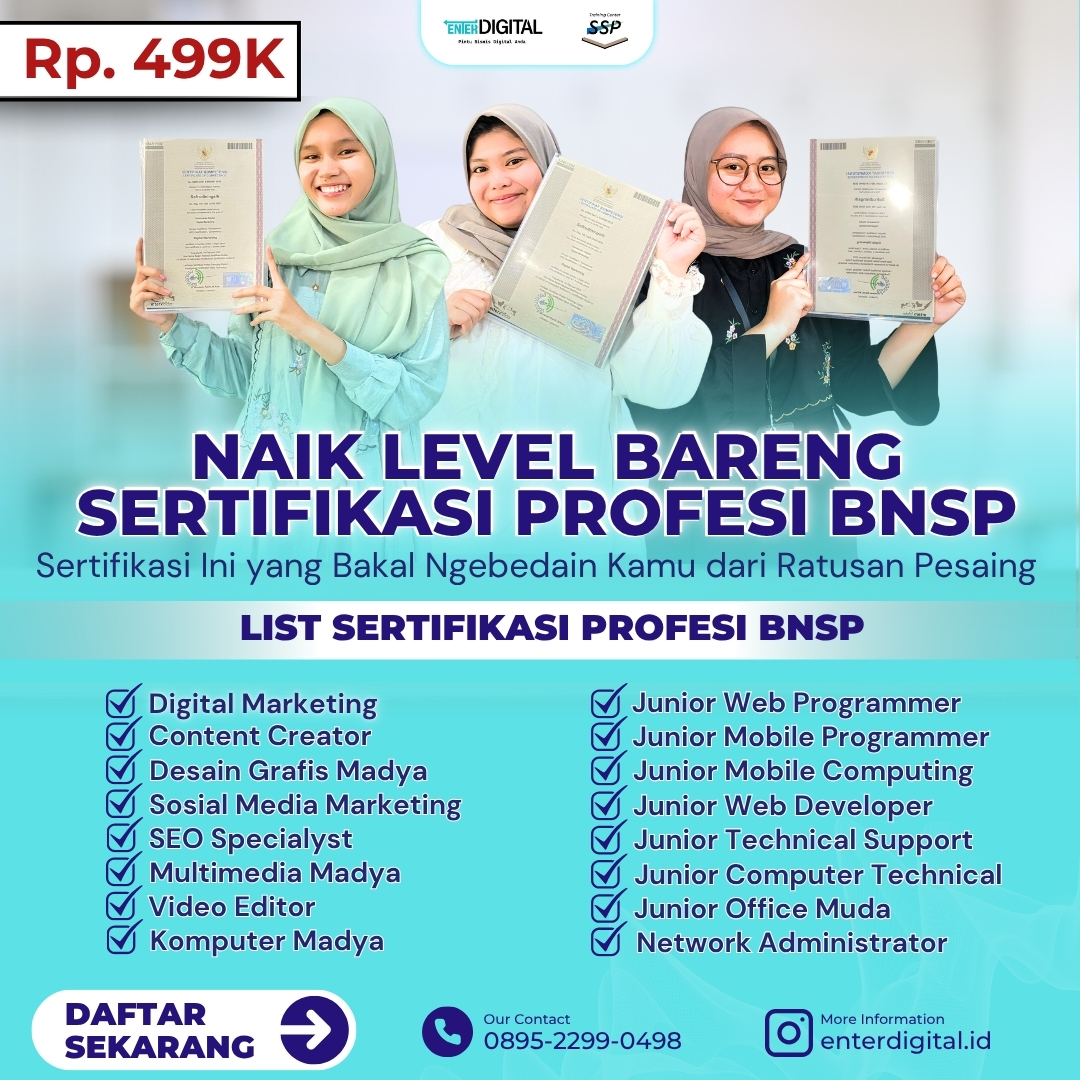 Rp. 499K
ENTER DIGITAL
Pintu Bisnis Digital Anda
Training Center
SSP
NAIK LEVEL BARENG
SERTIFIKASI PROFESI BNSP
Sertifikasi Ini yang Bakal Ngebedain Kamu dari Ratusan Pesaing
LIST SERTIFIKASI PROFESI BNSP
Digital Marketing
Content Creator
Desain Grafis Madya
Sosial Media Marketing
SEO Specialyst
Multimedia Madya
Video Editor
Komputer Madya
Junior Web Programmer
Junior Mobile Programmer
Junior Mobile Computing
Junior Web Developer
Junior Technical Support
Junior Computer Technical
Junior Office Muda
Network Administrator
DAFTAR
SEKARANG
Our Contact
0895-2299-0498
More Information
enterdigital.id